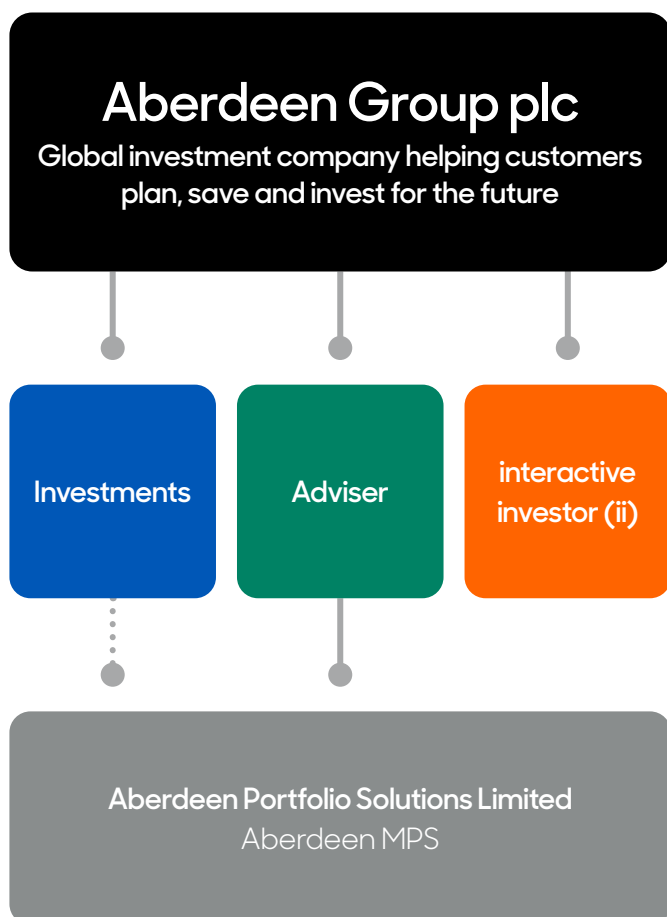 Aberdeen Group plc
Global investment company helping customers
plan, save and invest for the future
Investments
Adviser
interactive
investor (ii)
Aberdeen Portfolio Solutions Limited
Aberdeen MPS